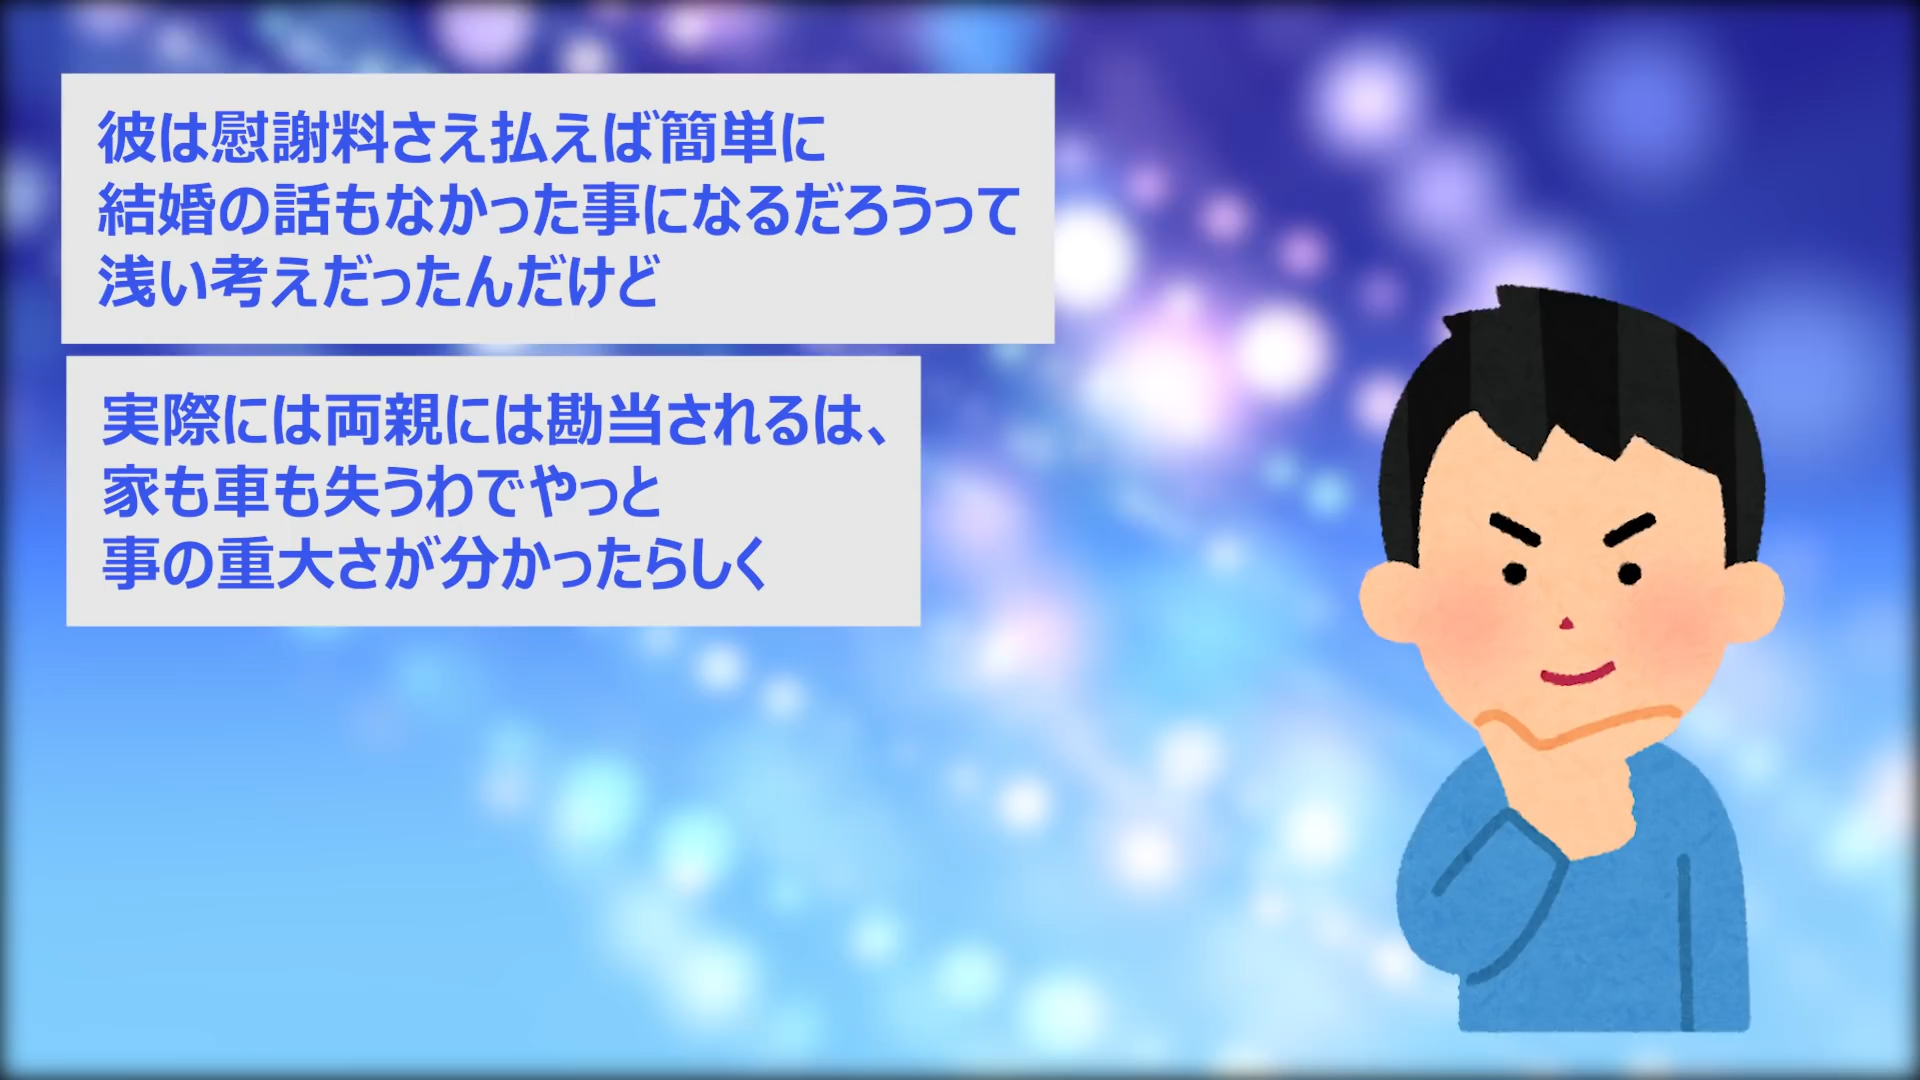 彼は慰謝料さえ払えば簡単に
結婚の話もなかった事になるだろうって
浅い考えだったんだけど
実際には両親には勘当されるは、
家も車も失うわでやっと
事の重大さが分かったらしく